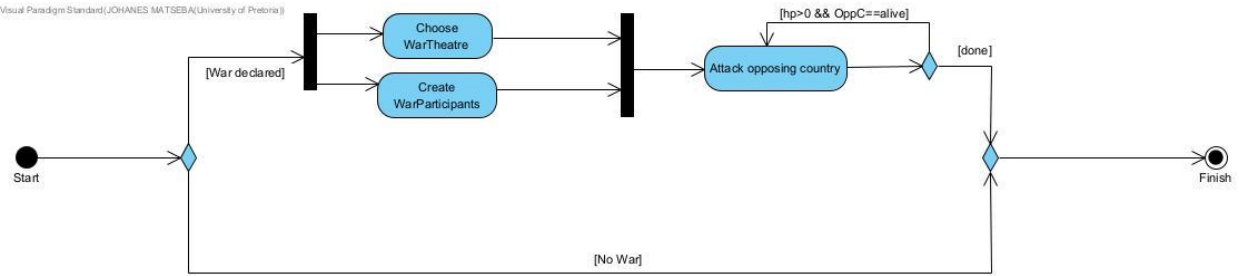 Visual Paradigm Standard(JOHANES MATSEBA(University of Pretoria))
[hp>0 && OppC==alive]
Choose
WarTheatre
[done]
Attack opposing country
[War declared]
Create
WarParticipants
Start
Finish
[No War]